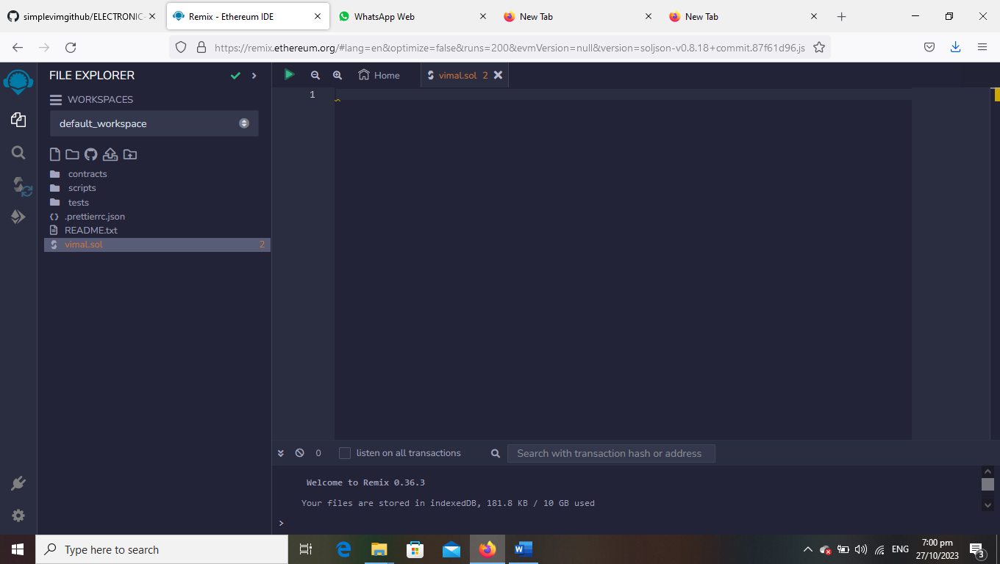 simplevimgithub/ELECTRONIC-
Remix - Ethereum IDE
WhatsApp Web
New Tab
New Tab
https://remix.ethereum.org/#lang=en&optimize=false&runs=200&evmVersion=null&version=soljson-v0.8.18+commit.87f61d96.js
FILE EXPLORER
Home
vimal.sol 2
WORKSPACES
default_workspace
1
contracts
scripts
tests
.prettierrc.json
README.txt
vimal.sol 2
0
listen on all transactions
Search with transaction hash or address
Welcome to Remix 0.36.3
Your files are stored in indexedDB, 181.8 KB / 10 GB used
>
Type here to search
ENG
7:00 pm
27/10/2023
3